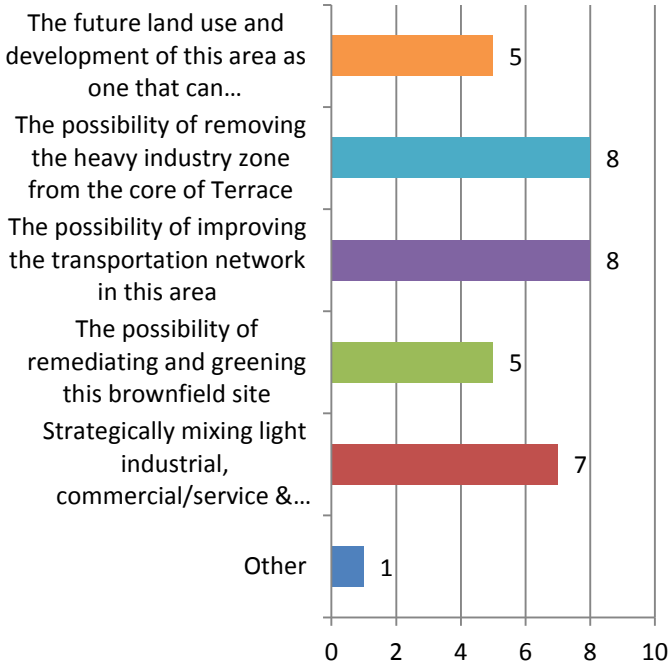 The future land use and
development of this area as
one that can…
5
The possibility of removing
the heavy industry zone
from the core of Terrace
8
The possibility of improving
the transportation network
in this area
8
The possibility of
remediating and greening
this brownfield site
5
Strategically mixing light
industrial,
commercial/service &…
7
Other
1
0 2 4 6 8 10